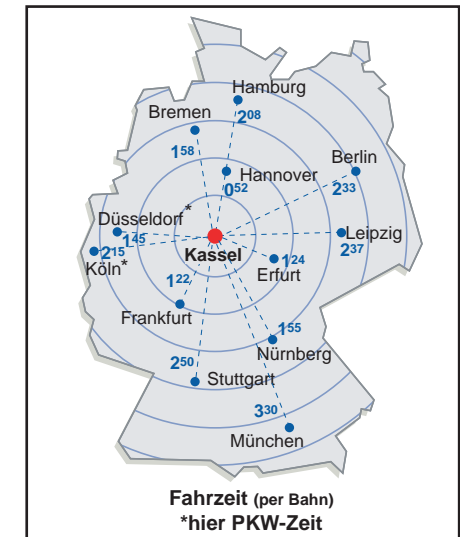 Hamburg
2⁰⁸
Bremen
1⁵⁸
Hannover
0⁵²
Berlin
2³³
Düsseldorf*
1⁴⁵
Leipzig
2³⁷
Köln*
2¹⁵
Kassel
Erfurt
1²⁴
1²²
Frankfurt
1⁵⁵
Nürnberg
2⁵⁰
Stuttgart
3³⁰
München
Fahrzeit (per Bahn)
*hier PKW-Zeit